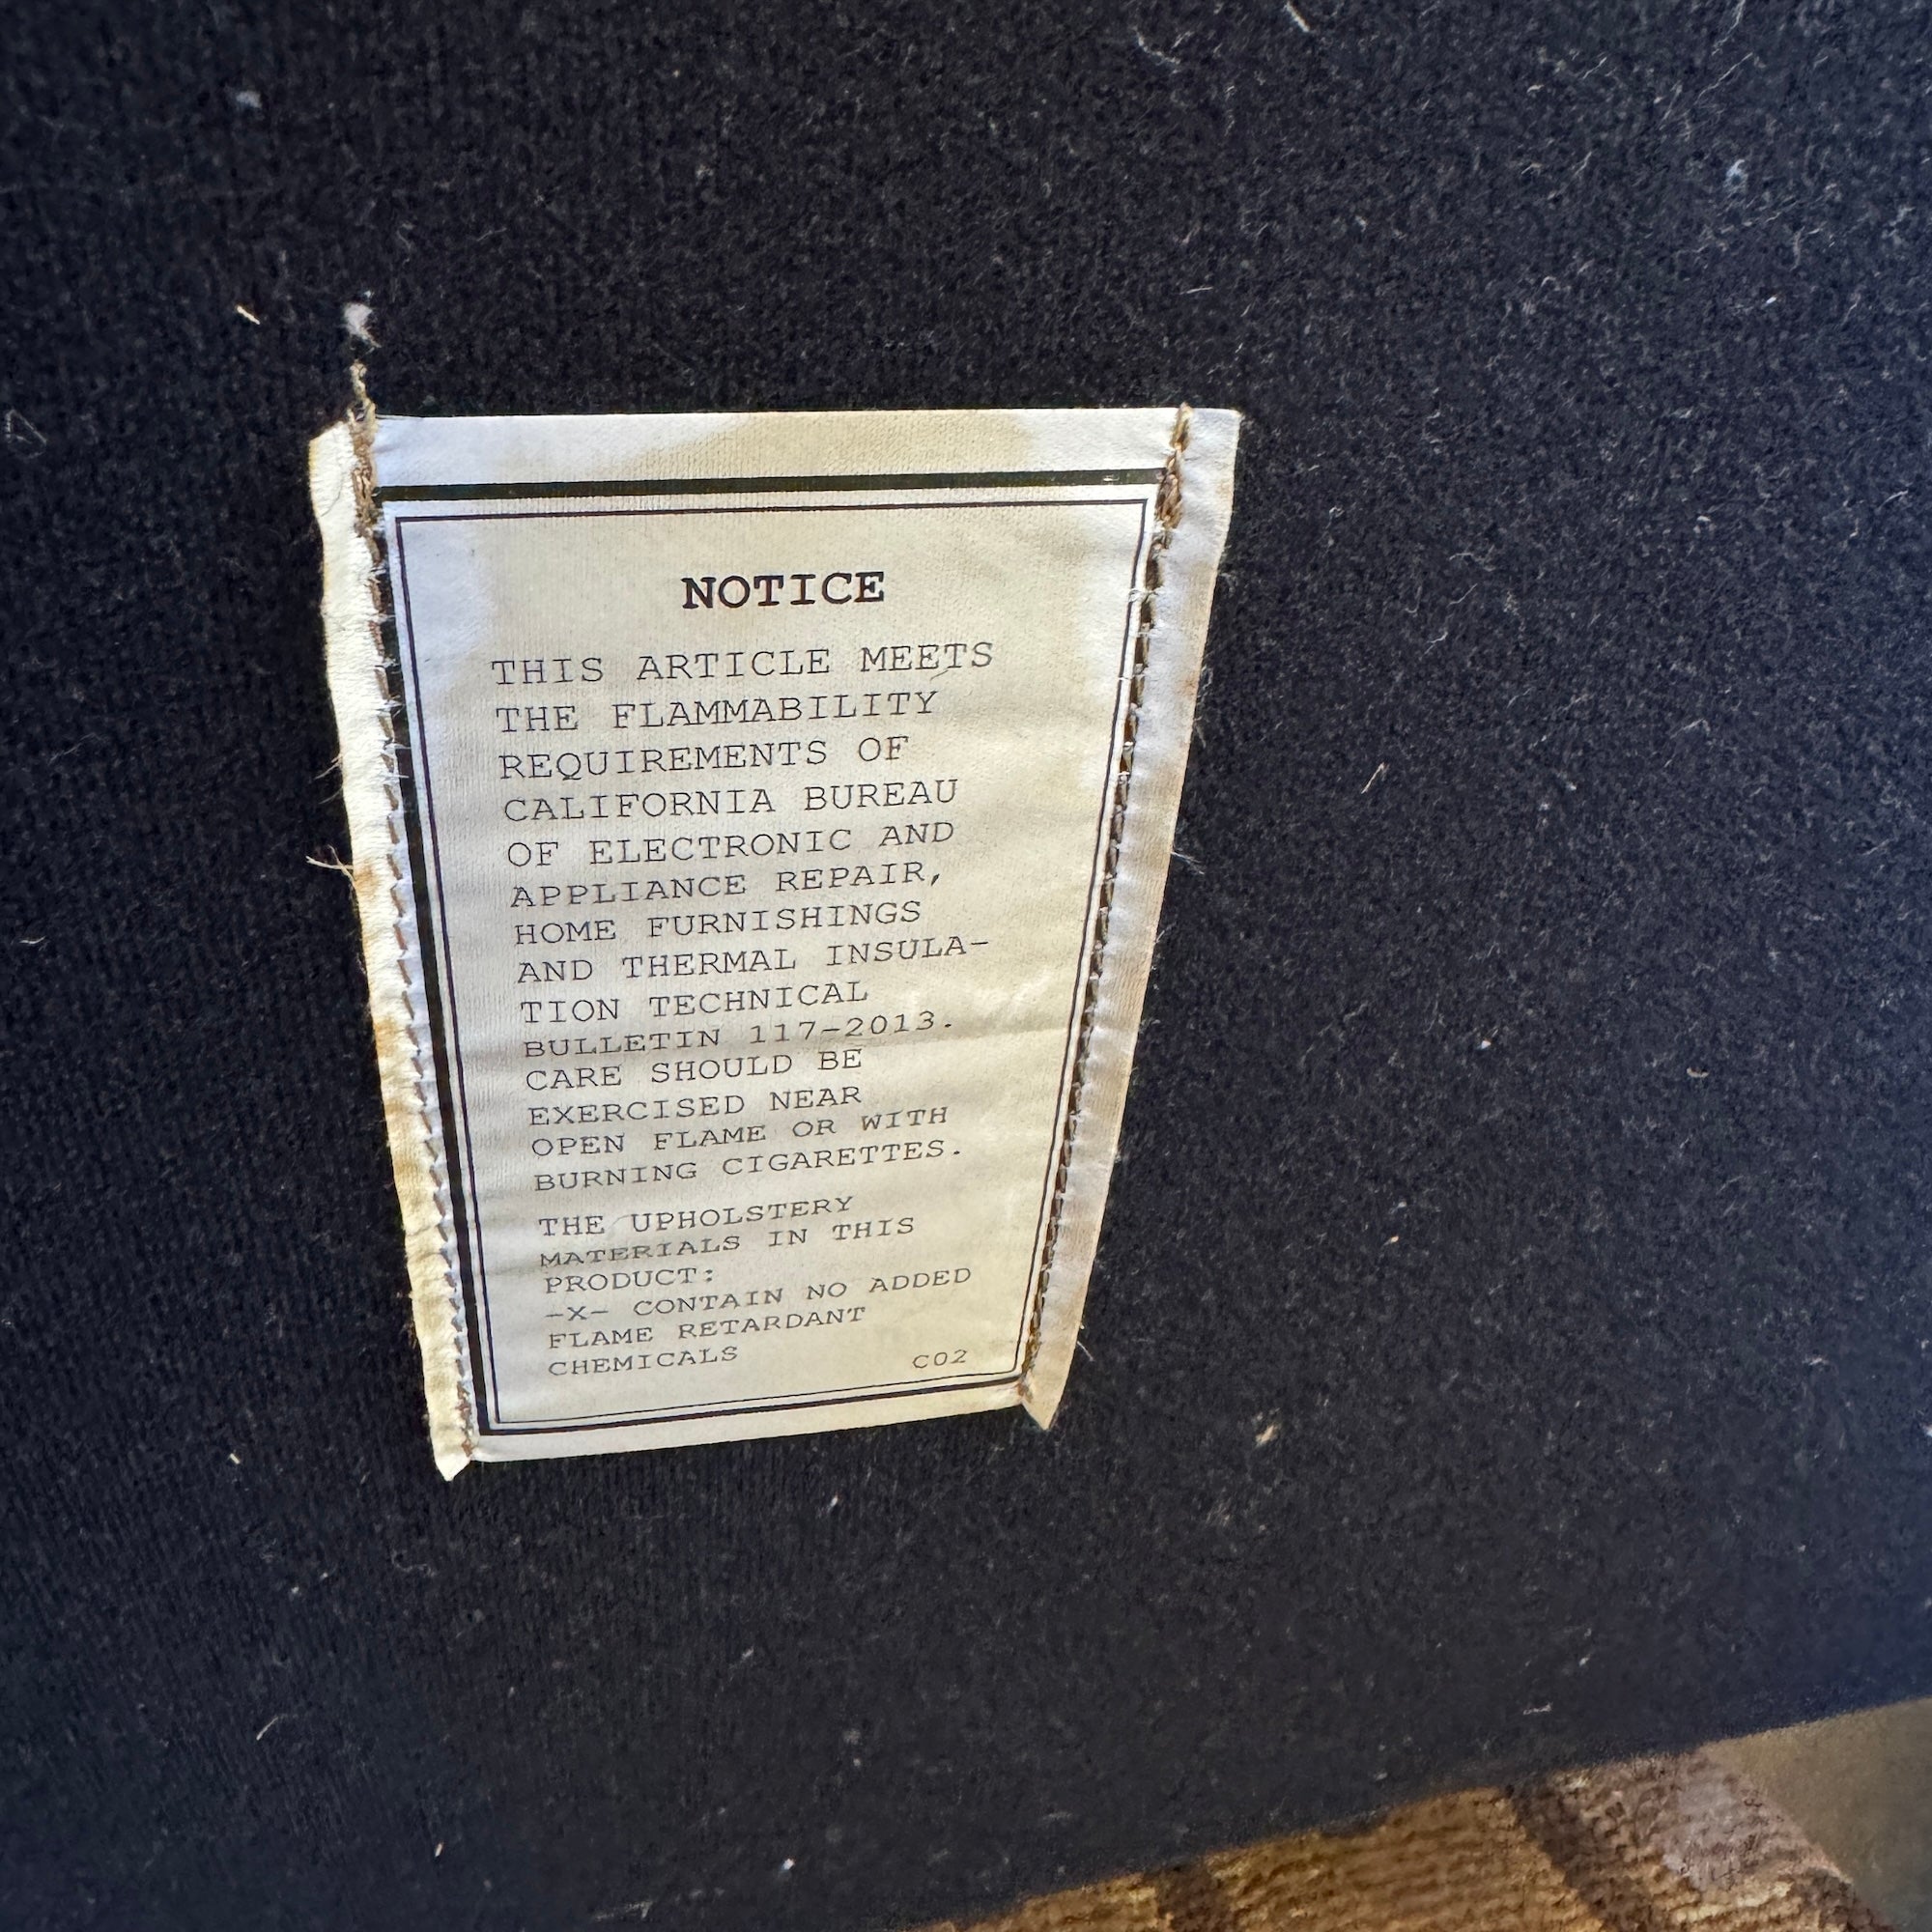 NOTICE
THIS ARTICLE MEETS
THE FLAMMABILITY
REQUIREMENTS OF
CALIFORNIA BUREAU
OF ELECTRONIC AND
APPLIANCE REPAIR,
HOME FURNISHINGS
AND THERMAL INSULA-
TION TECHNICAL
BULLETIN 117-2013.
CARE SHOULD BE
EXERCISED NEAR
OPEN FLAME OR WITH
BURNING CIGARETTES.
THE UPHOLSTERY
MATERIALS IN THIS
PRODUCT:
-X- CONTAIN NO ADDED
FLAME RETARDANT
CHEMICALS C02